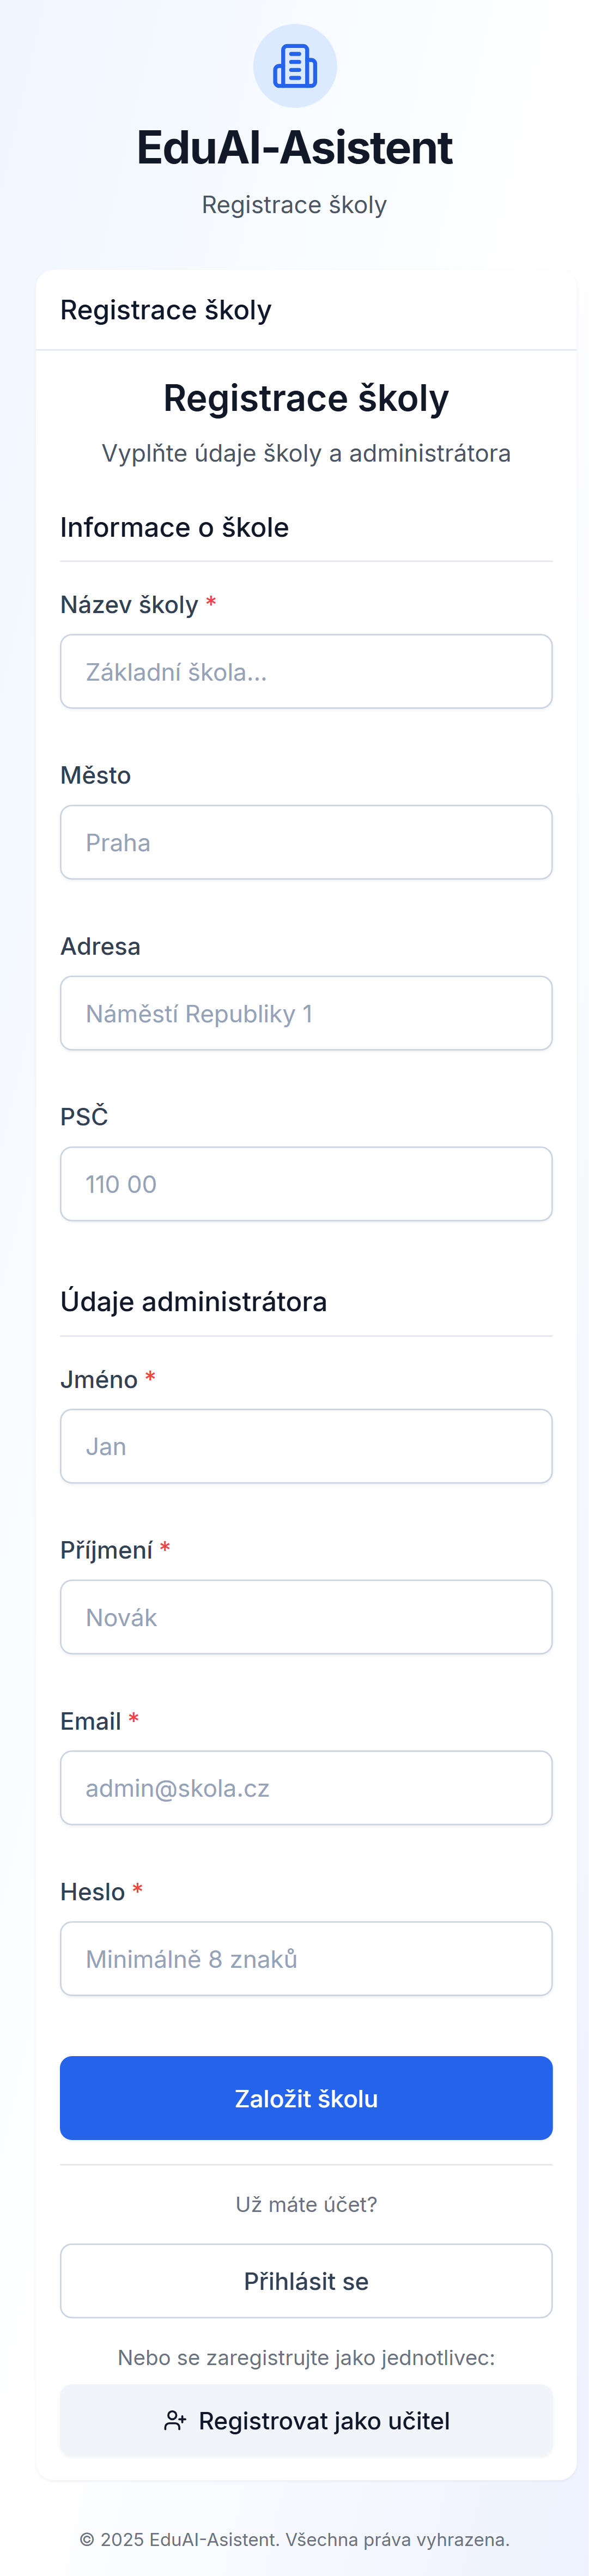 EduAI-Asistent
Registrace školy
Registrace školy
Registrace školy
Vyplňte údaje školy a administrátora
Informace o škole
Název školy *
Základní škola...
Město
Praha
Adresa
Náměstí Republiky 1
PSČ
110 00
Údaje administrátora
Jméno *
Jan
Příjmení *
Novák
Email *
admin@skola.cz
Heslo *
Minimálně 8 znaků
Založit školu
Už máte účet?
Přihlásit se
Nebo se zaregistrujte jako jednotlivec:
Registrovat jako učitel
© 2025 EduAI-Asistent. Všechna práva vyhrazena.